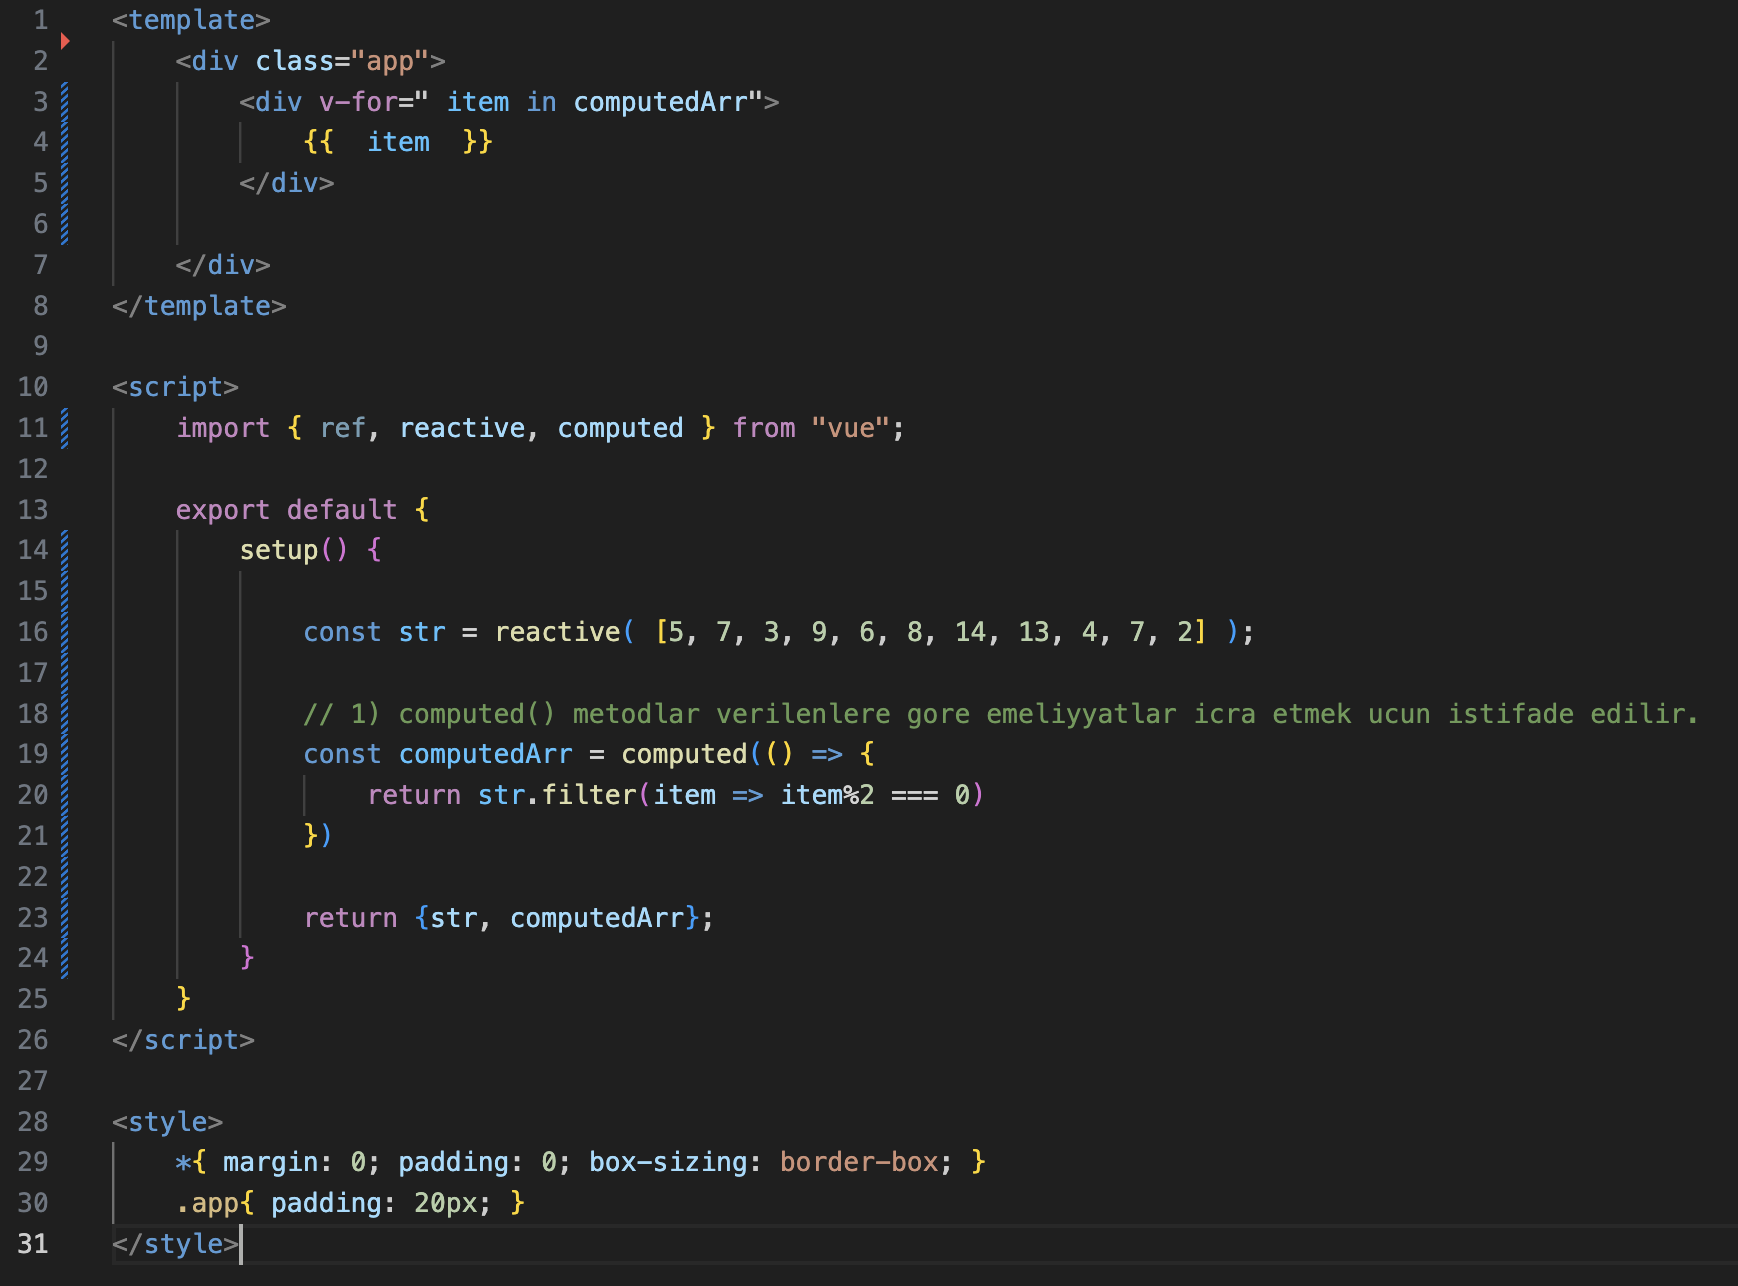 1 <template>
2 <div class="app">
3 <div v-for=" item in computedArr">
4 {{  item  }}
5 </div>
6
7 </div>
8 </template>
9
10 <script>
11 import { ref, reactive, computed } from "vue";
12
13 export default {
14 setup() {
15
16 const str = reactive( [5, 7, 3, 9, 6, 8, 14, 13, 4, 7, 2] );
17
18 // 1) computed() metodlar verilenlere gore emeliyyatlar icra etmek ucun istifade edilir.
19 const computedArr = computed(() => {
20 return str.filter(item => item%2 === 0)
21 })
22
23 return {str, computedArr};
24 }
25 }
26 </script>
27
28 <style>
29 *{ margin: 0; padding: 0; box-sizing: border-box; }
30 .app{ padding: 20px; }
31 </style>